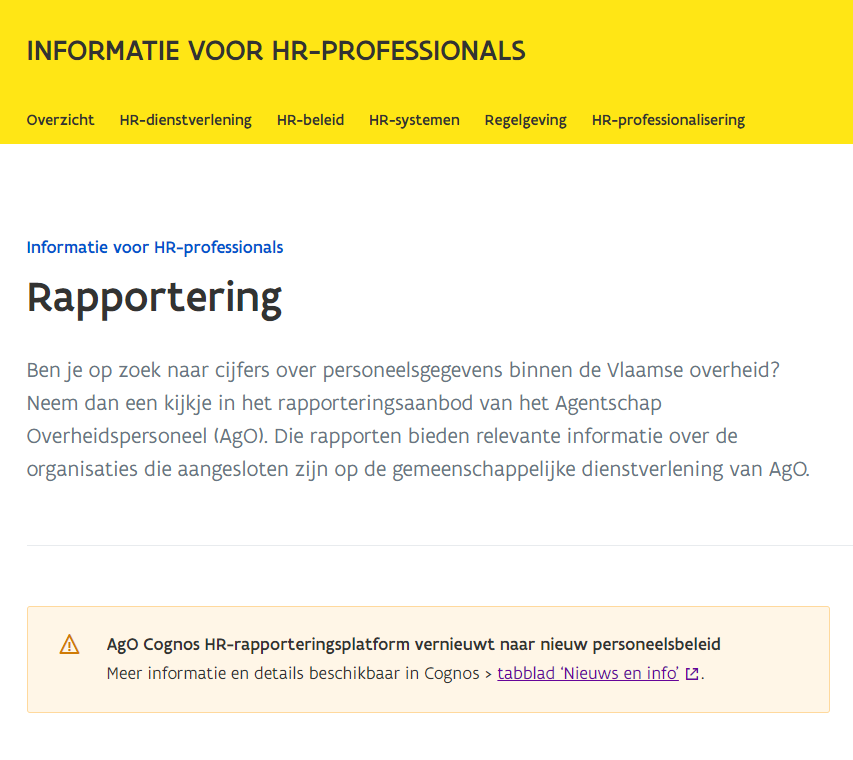 INFORMATIE VOOR HR-PROFESSIONALS
Overzicht HR-dienstverlening HR-beleid HR-systemen Regelgeving HR-professionalisering
Informatie voor HR-professionals
Rapportering
Ben je op zoek naar cijfers over personeelsgegevens binnen de Vlaamse overheid?
Neem dan een kijkje in het rapporteringsaanbod van het Agentschap
Overheidspersoneel (AgO). Die rapporten bieden relevante informatie over de
organisaties die aangesloten zijn op de gemeenschappelijke dienstverlening van AgO.
AgO Cognos HR-rapporteringsplatform vernieuwt naar nieuw personeelsbeleid
Meer informatie en details beschikbaar in Cognos > tabblad ‘Nieuws en info’ .